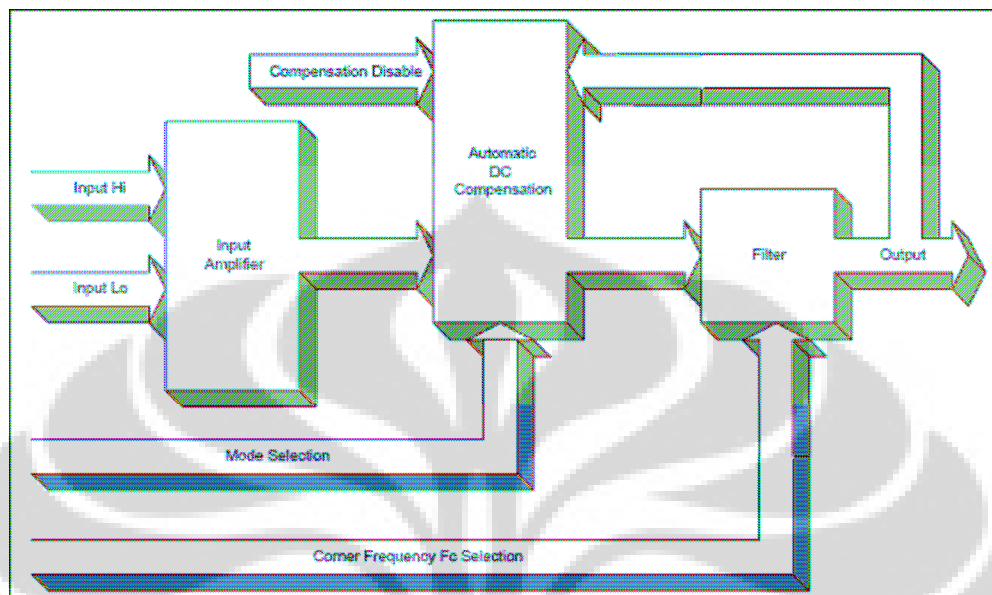 Compensation Disable
Automatic
DC
Compensation
Input Hi
Input
Amplifier
Filter
Output
Input Lo
Mode Selection
Corner Frequency Fc Selection